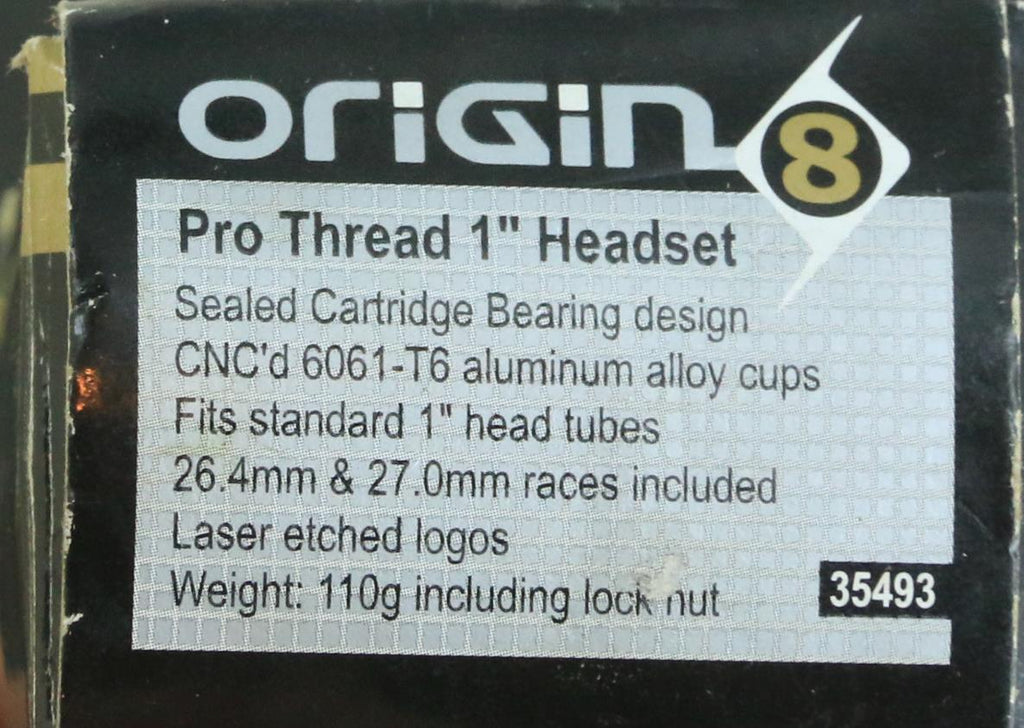 origin8
Pro Thread 1" Headset
Sealed Cartridge Bearing design
CNC'd 6061-T6 aluminum alloy cups
Fits standard 1" head tubes
26.4mm & 27.0mm races included
Laser etched logos
Weight: 110g including lock nut
35493